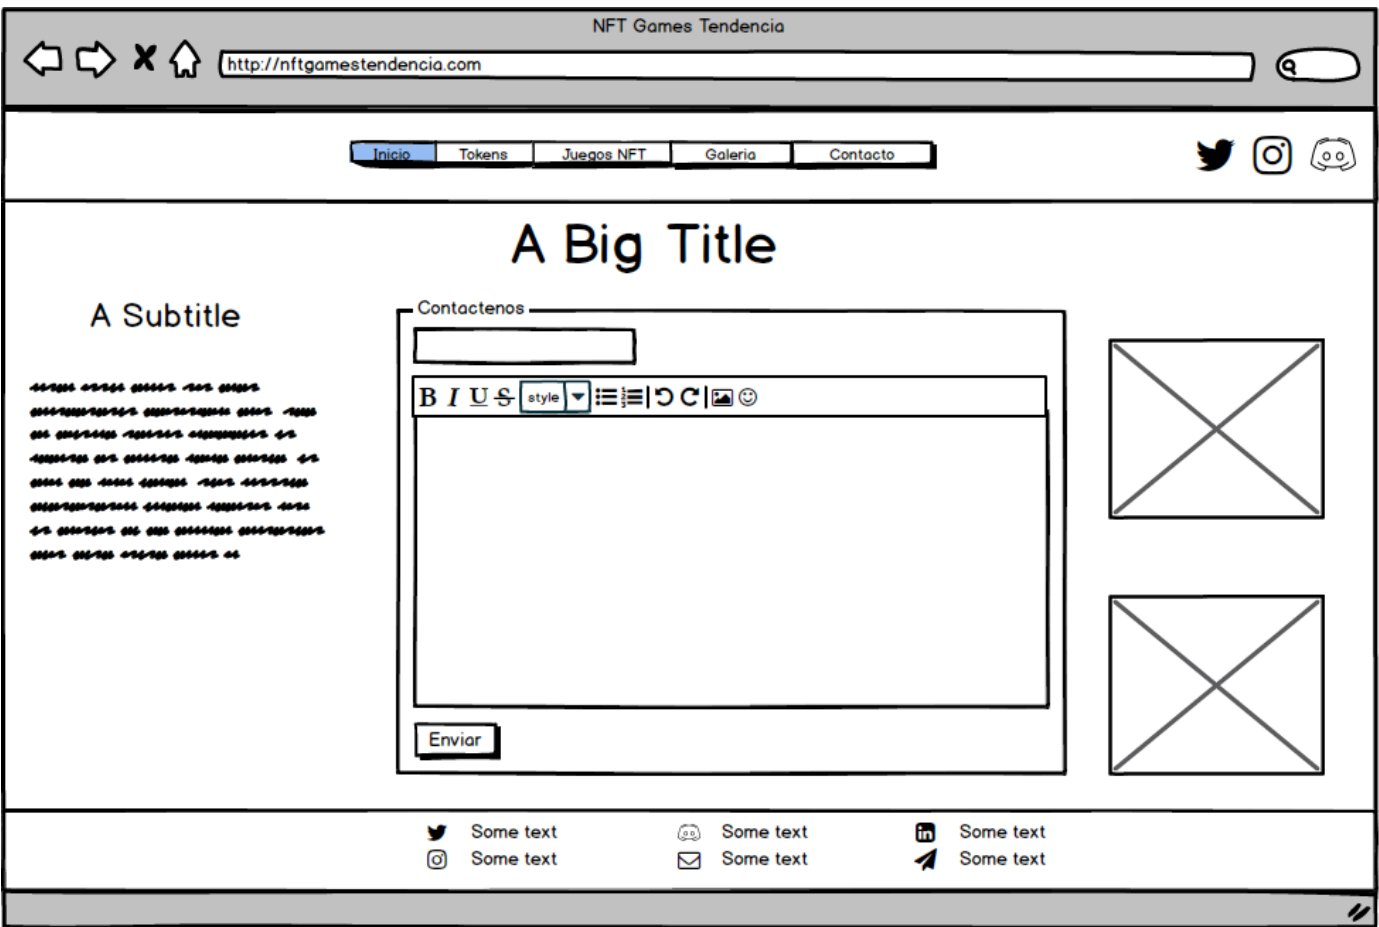 NFT Games Tendencia
http://nftgamestendencia.com
Inicio Tokens Juegos NFT Galeria Contacto
A Big Title
A Subtitle
Contactenos
B I U S style
Enviar
Some text Some text Some text
Some text Some text Some text